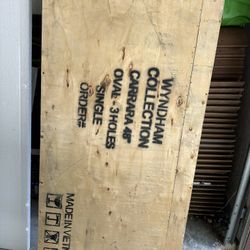 WYNDHAM
COLLECTION
CARRARA 48"
OVAL - 3 HOLES
SINGLE
ORDER#
MADE IN VIET